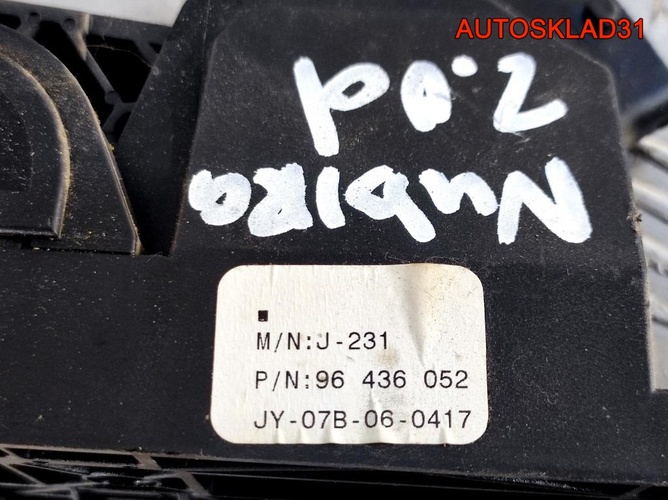 AUTOSKLAD31
Nubira
2.0d
M/N:J-231
P/N:96 436 052
JY-07B-06-0417